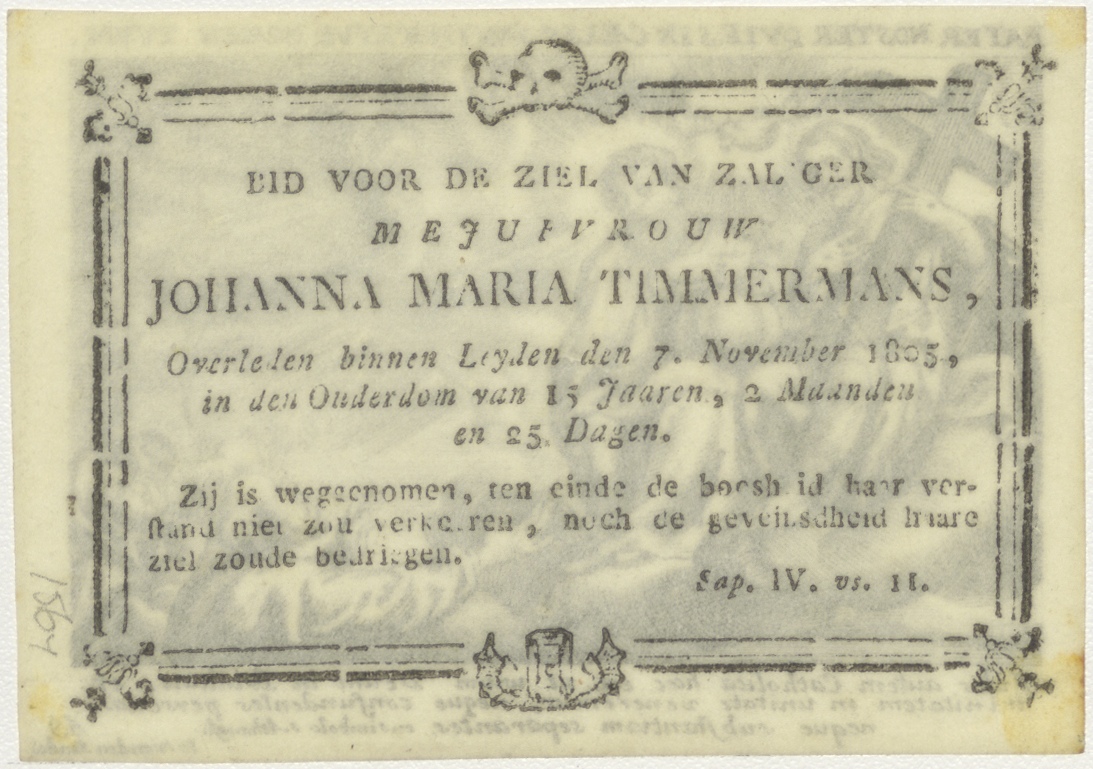 BID VOOR DE ZIEL VAN ZAL'GER
MEJUFVROUW
JOHANNA MARIA TIMMERMANS,
Overleden binnen Leyden den 7. November 1805,
in den Ouderdom van 15 Jaaren, 2 Maanden
en 25. Dagen.
Zij is weggenomen, ten einde de boosheid haar ver-
stand niet zou verkeeren, noch de geveinsdheid haare
ziel zoude bedriegen.
Sap. IV. vs. 11.